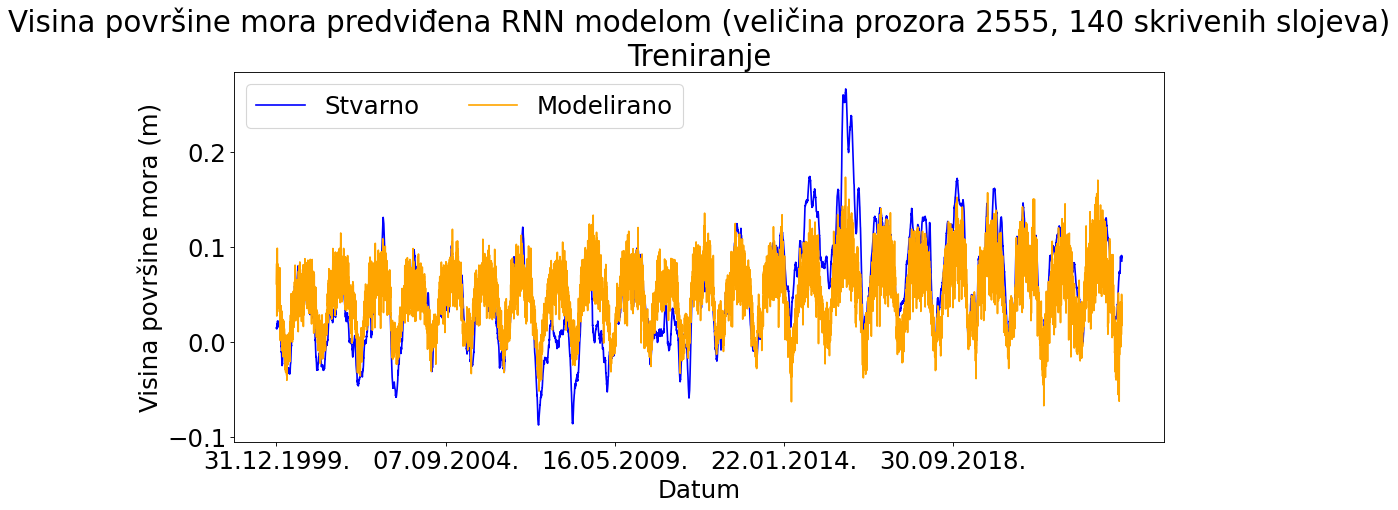 Visina površine mora predviđena RNN modelom (veličina prozora 2555, 140 skrivenih slojeva)
Treniranje
Stvarno
Modelirano
Visina površine mora (m)
0.2
0.1
0.0
−0.1
31.12.1999.
07.09.2004.
16.05.2009.
22.01.2014.
30.09.2018.
Datum